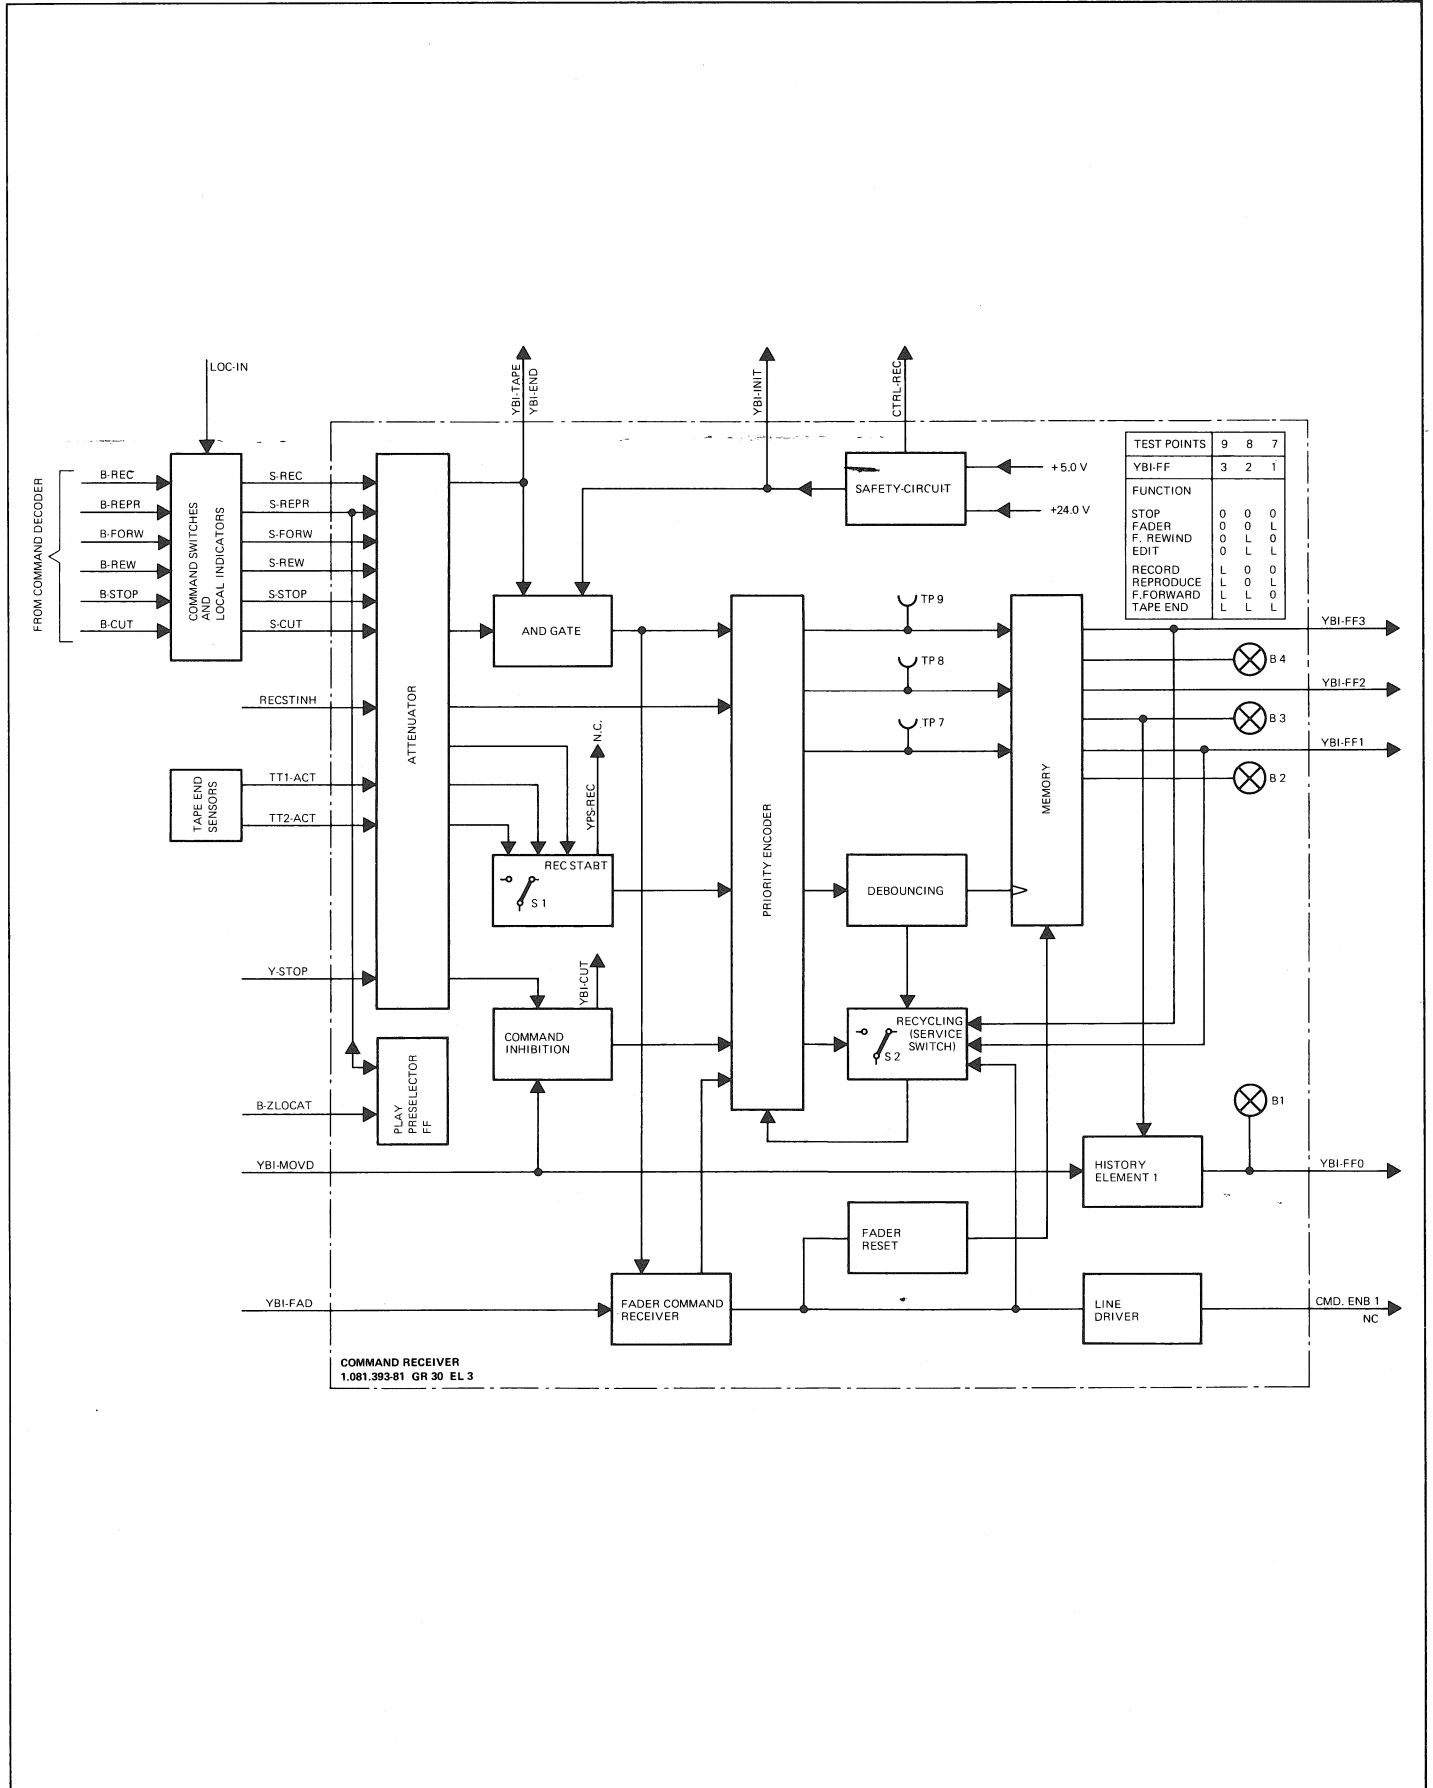 LOC-IN
FROM COMMAND DECODER
B-REC
B-REPR
B-FORW
B-REW
B-STOP
B-CUT
COMMAND SWITCHES
AND
LOCAL INDICATORS
S-REC
S-REPR
S-FORW
S-REW
S-STOP
S-CUT
RECSTINH
TAPE END
SENSORS
TT1-ACT
TT2-ACT
Y-STOP
B-ZLOCAT
YBI-MOVD
YBI-FAD
ATTENUATOR
PLAY
PRESELECTOR
FF
YBI-TAPE
YBI-END
YBI-INIT
CTRL-REC
SAFETY-CIRCUIT
+5.0 V
+24.0 V
AND GATE
N.C.
YPS-REC
REC START
S 1
YBI-CUT
COMMAND
INHIBITION
PRIORITY ENCODER
TP 9
TP 8
TP 7
DEBOUNCING
RECYCLING
(SERVICE
SWITCH)
S 2
MEMORY
TEST POINTS 9 8 7
YBI-FF 3 2 1
FUNCTION
STOP 0 0 0
FADER 0 0 L
F. REWIND 0 L 0
EDIT 0 L L
RECORD L 0 0
REPRODUCE L 0 L
F.FORWARD L L 0
TAPE END L L L
YBI-FF3
B 4
YBI-FF2
B 3
YBI-FF1
B 2
B1
HISTORY
ELEMENT 1
YBI-FF0
FADER
RESET
FADER COMMAND
RECEIVER
LINE
DRIVER
CMD. ENB 1
NC
COMMAND RECEIVER
1.081.393-81 GR 30 EL 3